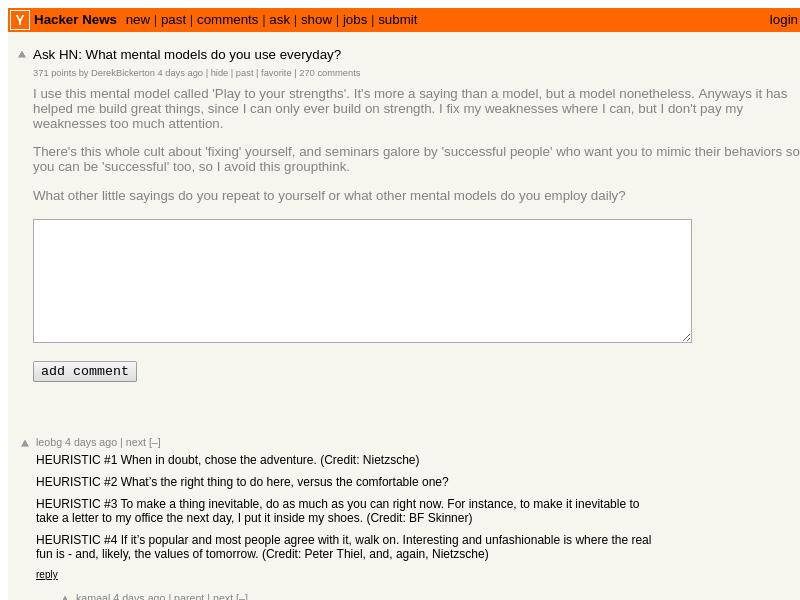 Y Hacker News new | past | comments | ask | show | jobs | submit login
Ask HN: What mental models do you use everyday?
371 points by DerekBickerton 4 days ago | hide | past | favorite | 270 comments
I use this mental model called 'Play to your strengths'. It's more a saying than a model, but a model nonetheless. Anyways it has
helped me build great things, since I can only ever build on strength. I fix my weaknesses where I can, but I don't pay my
weaknesses too much attention.
There's this whole cult about 'fixing' yourself, and seminars galore by 'successful people' who want you to mimic their behaviors so
you can be 'successful' too, so I avoid this groupthink.
What other little sayings do you repeat to yourself or what other mental models do you employ daily?
add comment
leobg 4 days ago | next [–]
HEURISTIC #1 When in doubt, chose the adventure. (Credit: Nietzsche)
HEURISTIC #2 What’s the right thing to do here, versus the comfortable one?
HEURISTIC #3 To make a thing inevitable, do as much as you can right now. For instance, to make it inevitable to
take a letter to my office the next day, I put it inside my shoes. (Credit: BF Skinner)
HEURISTIC #4 If it’s popular and most people agree with it, walk on. Interesting and unfashionable is where the real
fun is - and, likely, the values of tomorrow. (Credit: Peter Thiel, and, again, Nietzsche)
reply
kamaal 4 days ago | parent | next [–]